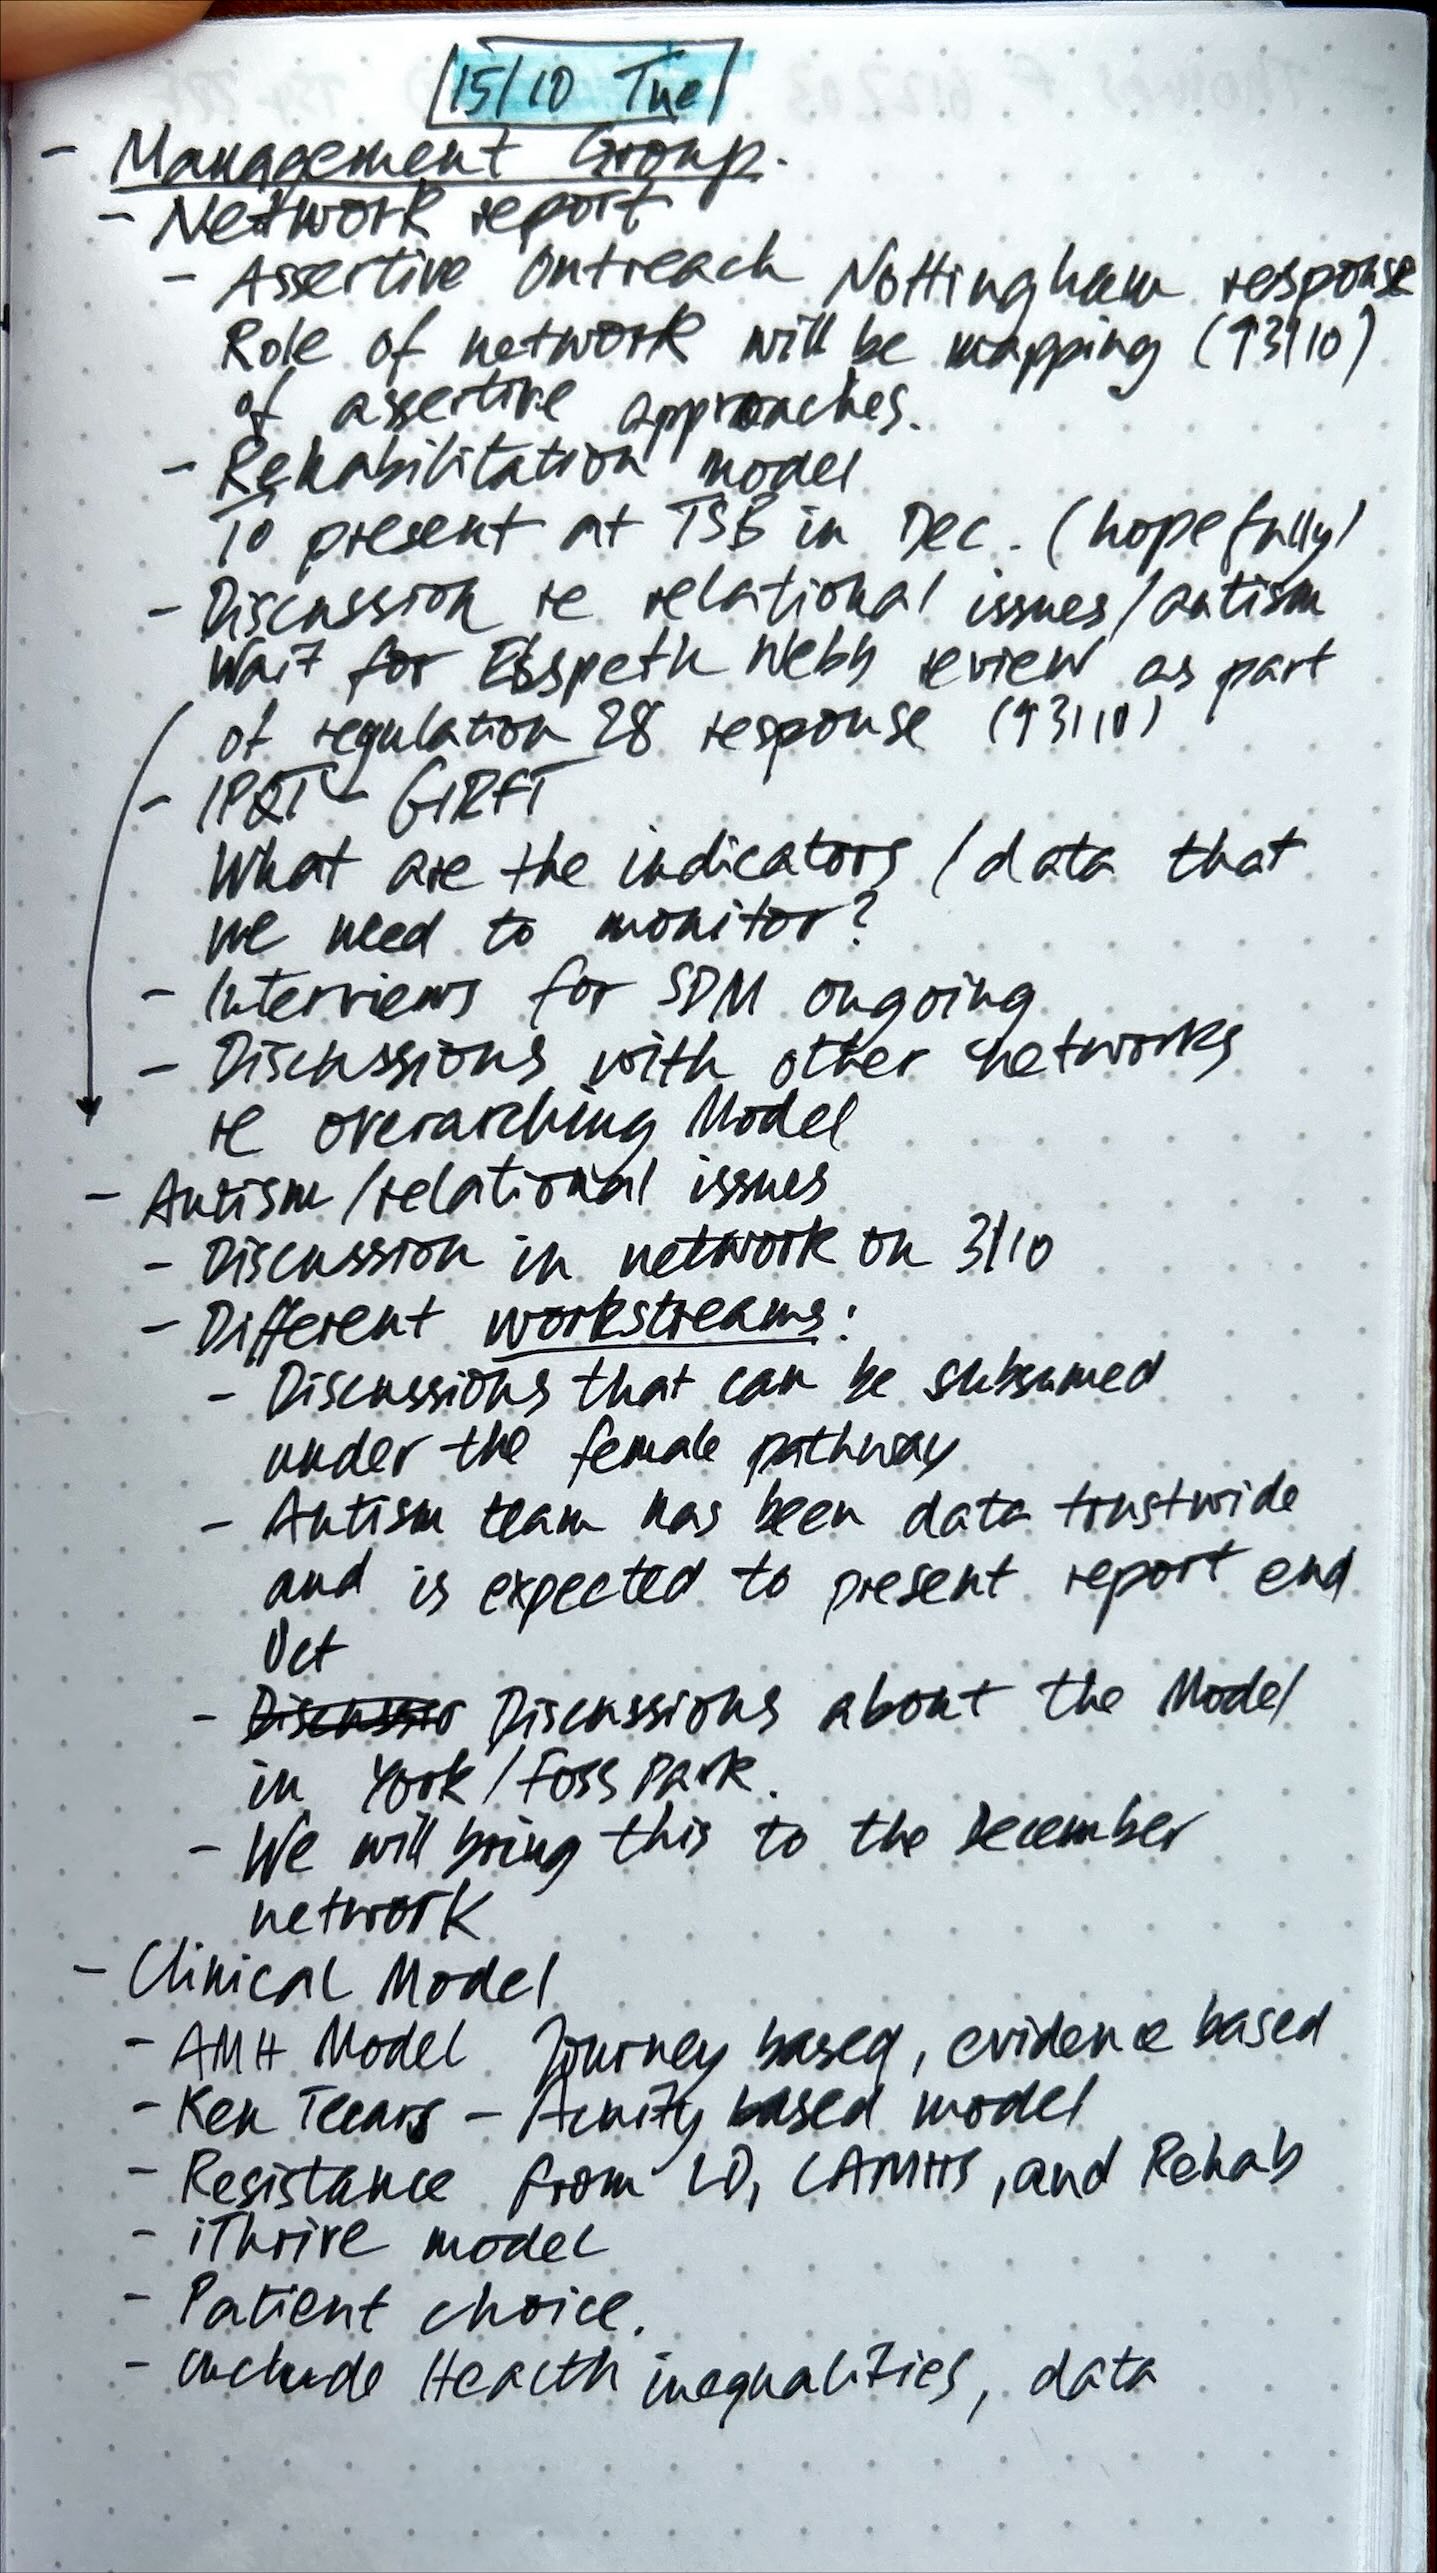 15/10 Tue
- Management Group.
- Network report
- Assertive Outreach Nottingham response
Role of network will be mapping (↑3/10)
of assertive approaches.
- Rehabilitation model
To present at TSB in Dec. (hopefully)
- Discussion re relational issues/autism
Wait for Elspeth Webb review as part
of regulation 28 response (↑3/10)
- IPQT - GIRFT
What are the indicators / data that
we need to monitor?
- Interviews for SDM ongoing
- Discussions with other networks
re overarching Model
- Autism/relational issues
- Discussion in network on 3/10
- Different workstreams:
- Discussions that can be subsumed
under the female pathway
- Autism team has been data trustwide
and is expected to present report end
Oct
- Discussions about the Model
in York/Foss Park.
- We will bring this to the December
network
- Clinical Model
- AMH Model Journey based, evidence based
- Ken - Acuity based model
- Resistance from LD, CAMHS, and Rehab
- iThrive model
- Patient choice.
- include Health inequalities, data